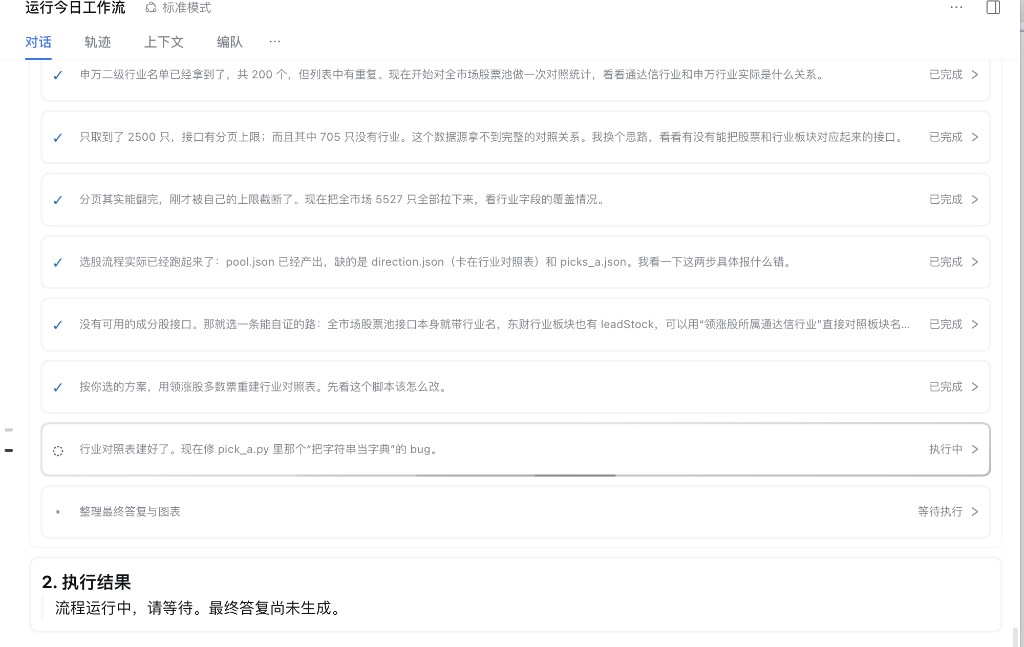 运行今日工作流 标准模式 ...
对话 轨迹 上下文 编队 ...
✓ 申万二级行业名单已经拿到了，共 200 个，但列表中有重复。现在开始对全市场股票池做一次对照统计，看看通达信行业和申万行业实际是什么关系。 已完成 >
✓ 只取到了 2500 只，接口有分页上限；而且其中 705 只没有行业。这个数据源拿不到完整的对照关系。我换个思路，看看有没有能把股票和行业板块对应起来的接口。 已完成 >
✓ 分页其实能翻完，刚才被自己的上限截断了。现在把全市场 5527 只全部拉下来，看行业字段的覆盖情况。 已完成 >
✓ 选股流程实际已经跑起来了：pool.json 已经产出，缺的是 direction.json（卡在行业对照表）和 picks_a.json。我看一下这两步具体报什么错。 已完成 >
✓ 没有可用的成分股接口。那就选一条能自证的路：全市场股票池接口本身就带行业名，东财行业板块也有 leadStock，可以用“领涨股所属通达信行业”直接对照板块名... 已完成 >
✓ 按你选的方案，用领涨股多数票重建行业对照表。先看这个脚本该怎么改。 已完成 >
行业对照表建好了。现在修 pick_a.py 里那个“把字符串当字典”的 bug。 执行中 >
整理最终答复与图表 等待执行 >
2. 执行结果
流程运行中，请等待。最终答复尚未生成。